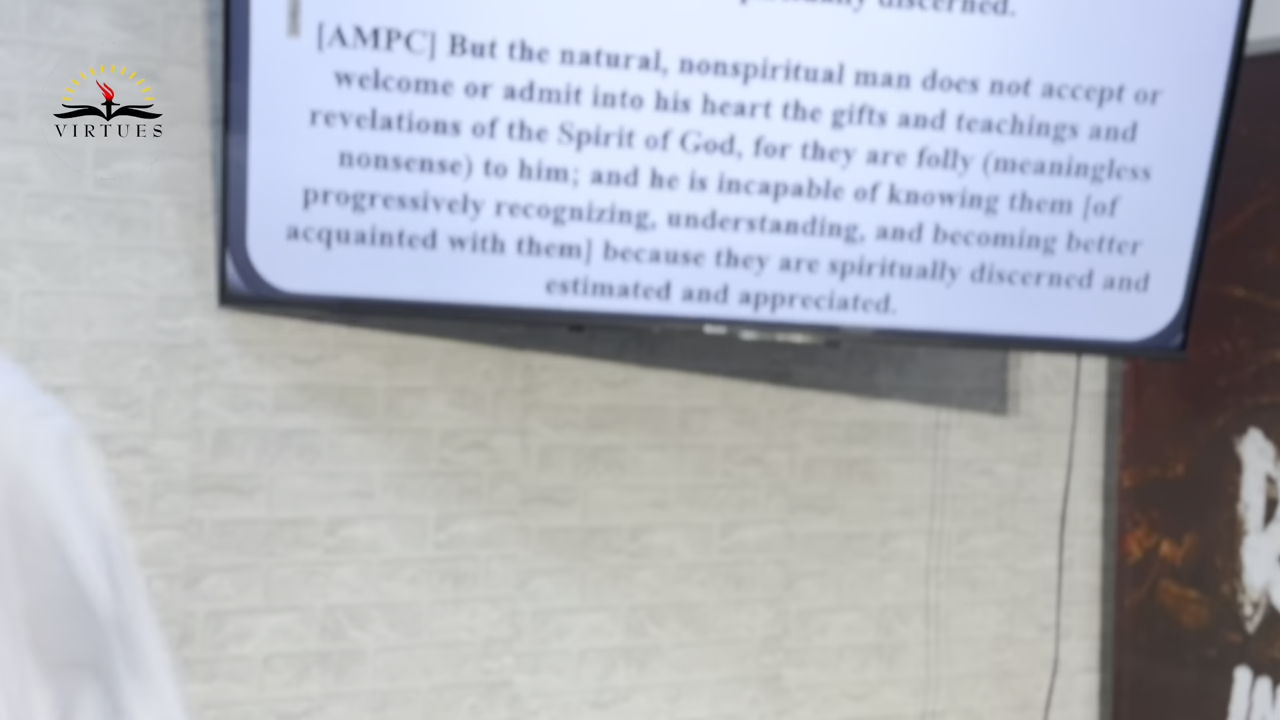 discerned.
[AMPC] But the natural, nonspiritual man does not accept or
welcome or admit into his heart the gifts and teachings and
revelations of the Spirit of God, for they are folly (meaningless
nonsense) to him; and he is incapable of knowing them [of
progressively recognizing, understanding, and becoming better
acquainted with them] because they are spiritually discerned and
estimated and appreciated.
VIRTUES